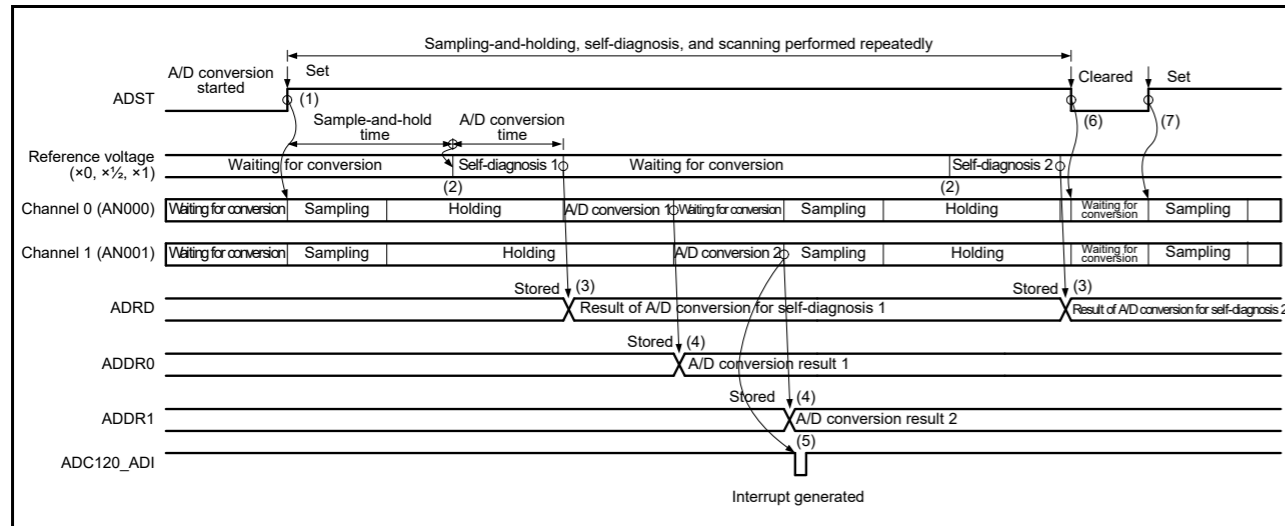 Sampling-and-holding, self-diagnosis, and scanning performed repeatedly
A/D conversion
started
Set
Cleared
Set
ADST
(1)
(6)
(7)
Sample-and-hold
time
A/D conversion
time
Reference voltage
(×0, ×½, ×1)
Waiting for conversion
Self-diagnosis 1
Waiting for conversion
Self-diagnosis 2
(2)
(2)
Channel 0 (AN000)
Waiting for conversion
Sampling
Holding
A/D conversion 1
Waiting for conversion
Sampling
Holding
Waiting for
conversion
Sampling
Channel 1 (AN001)
Waiting for conversion
Sampling
Holding
A/D conversion 2
Sampling
Holding
Waiting for
conversion
Sampling
Stored
(3)
Stored
(3)
ADRD
Result of A/D conversion for self-diagnosis 1
Result of A/D conversion for self-diagnosis 2
Stored
(4)
ADDR0
A/D conversion result 1
Stored
(4)
ADDR1
A/D conversion result 2
(5)
ADC120_ADI
Interrupt generated